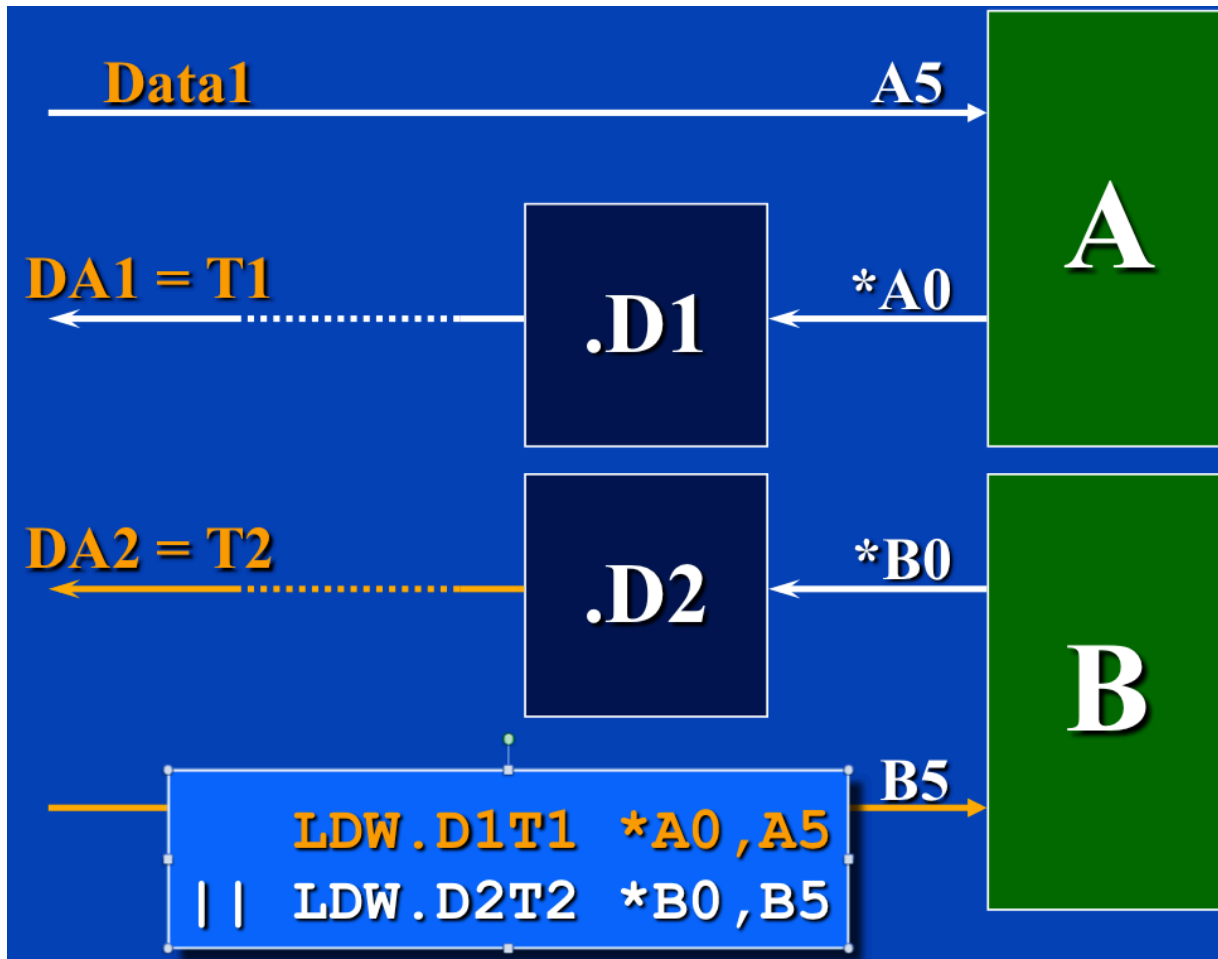 Data1 A5
A
DA1 = T1 .D1 *A0
DA2 = T2 .D2 *B0
B
B5
LDW.D1T1 *A0,A5
|| LDW.D2T2 *B0,B5